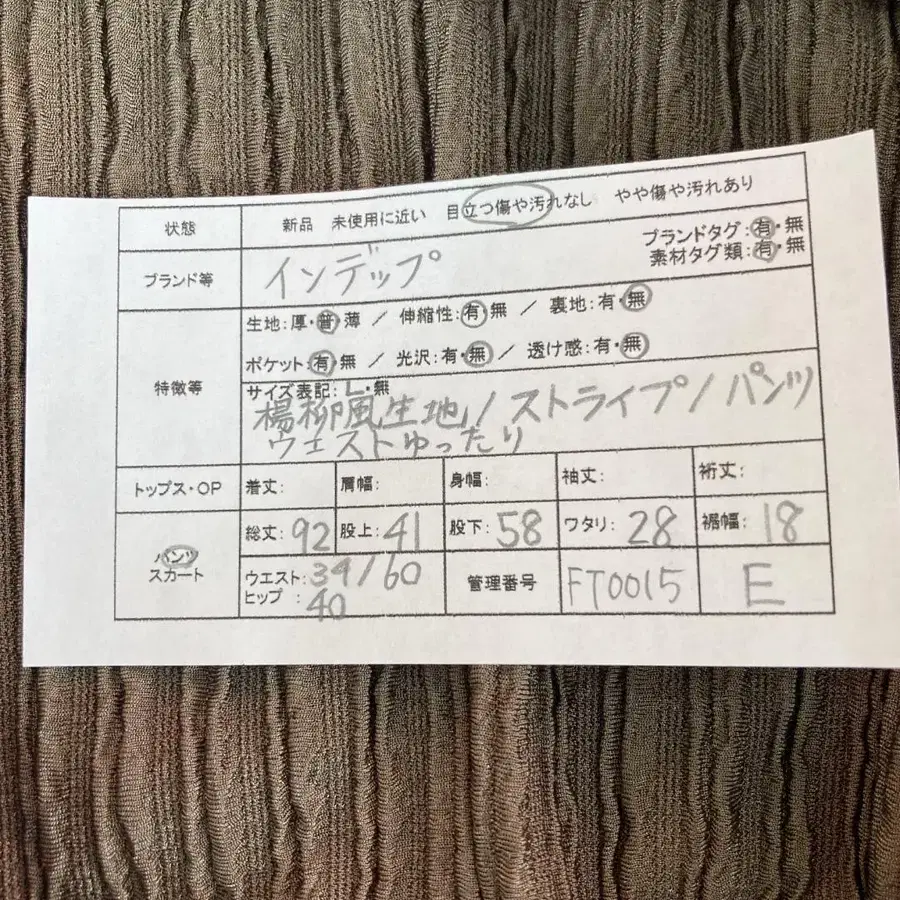 状態 新品 未使用に近い 目立つ傷や汚れなし やや傷や汚れあり
ブランド等 インデップ ブランドタグ:有・無
素材タグ類:有・無
特徴等 生地:厚・普・薄 / 伸縮性:有・無 / 裏地:有・無
ポケット:有・無 / 光沢:有・無 / 透け感:有・無
サイズ表記:L・無
楊柳風生地/ストライプ/パンツ
ウエストゆったり
トップス・OP 着丈: 肩幅: 身幅: 袖丈: 裄丈:
パンツ
スカート
総丈:92 股上:41 股下:58 ワタリ:28 裾幅:18
ウエスト:34/60
ヒップ :40
管理番号 FT0015 E